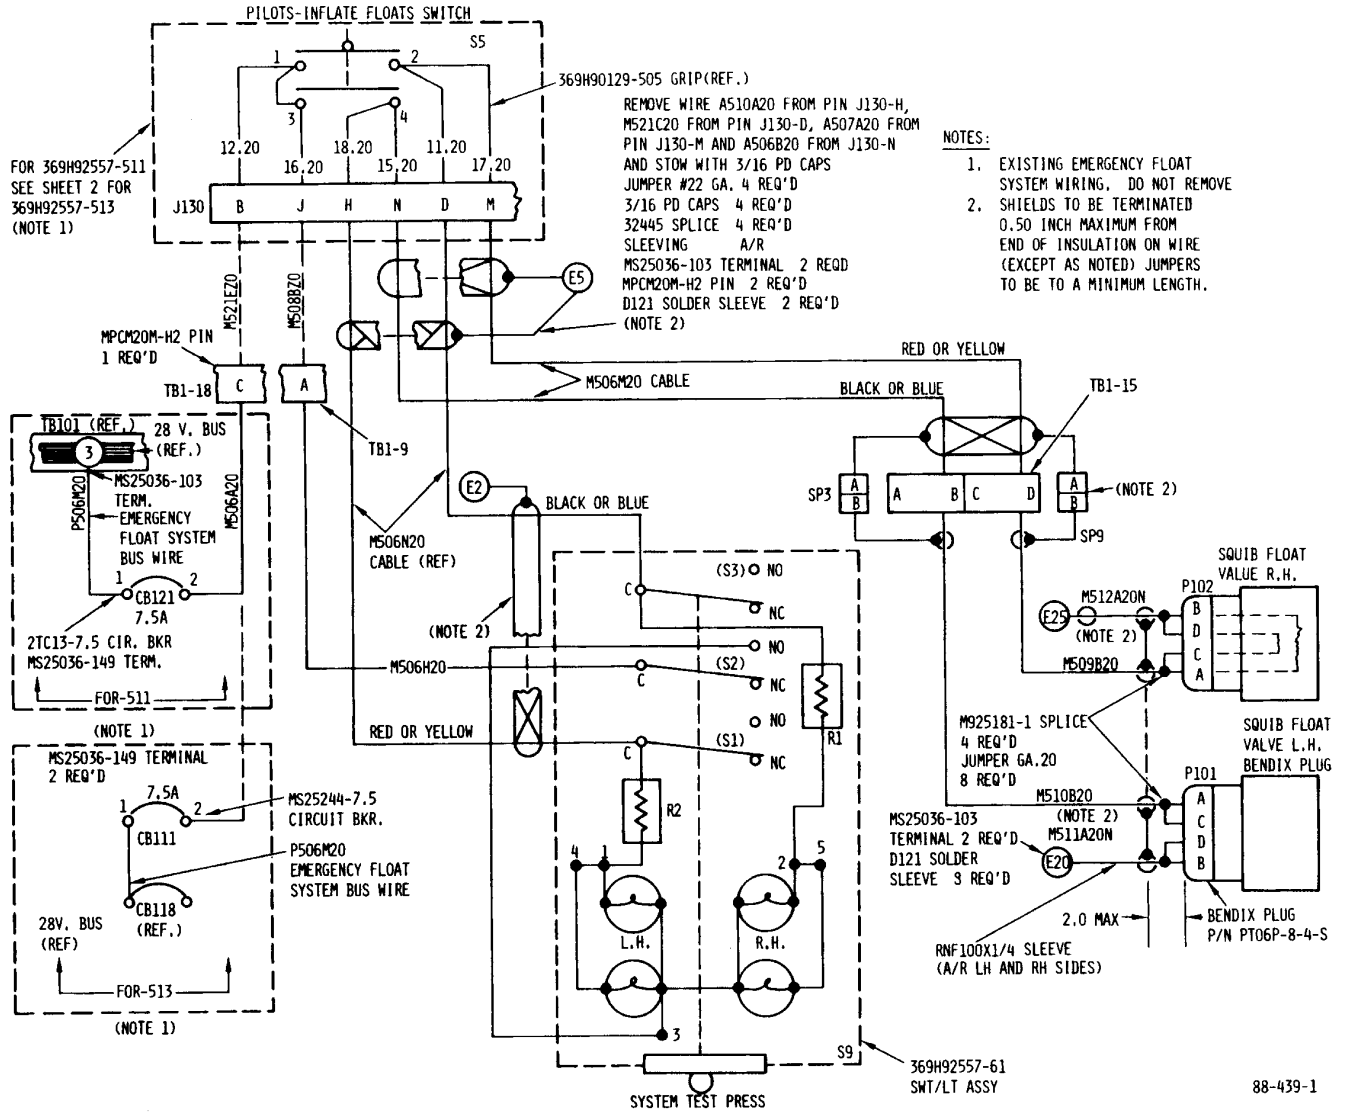 PILOTS-INFLATE FLOATS SWITCH
S5
1
2
3
4
12.20
16.20
18.20
15.20
11.20
17.20
J130
B
J
H
N
D
M
FOR 369H92557-511
SEE SHEET 2 FOR
369H92557-513
(NOTE 1)
369H90129-505 GRIP(REF.)
REMOVE WIRE A510A20 FROM PIN J130-H,
M521C20 FROM PIN J130-D, A507A20 FROM
PIN J130-M AND A506B20 FROM J130-N
AND STOW WITH 3/16 PD CAPS
JUMPER #22 GA. 4 REQ'D
3/16 PD CAPS 4 REQ'D
32445 SPLICE 4 REQ'D
SLEEVING A/R
MS25036-103 TERMINAL 2 REQD
MPCM20M-H2 PIN 2 REQ'D
D121 SOLDER SLEEVE 2 REQ'D
(NOTE 2)
NOTES:
1. EXISTING EMERGENCY FLOAT
SYSTEM WIRING. DO NOT REMOVE
2. SHIELDS TO BE TERMINATED
0.50 INCH MAXIMUM FROM
END OF INSULATION ON WIRE
(EXCEPT AS NOTED) JUMPERS
TO BE TO A MINIMUM LENGTH.
E5
M521EZ0
M508BZ0
MPCM20M-H2 PIN
1 REQ'D
TB1-18
C
A
TB1-9
RED OR YELLOW
M506M20 CABLE
BLACK OR BLUE
TB1-15
TB101 (REF.)
28 V. BUS
(REF.)
3
MS25036-103
TERM.
P506M20
EMERGENCY
FLOAT SYSTEM
BUS WIRE
M506A20
1
2
CB121
7.5A
2TC13-7.5 CIR. BKR
MS25036-149 TERM.
FOR-511
(NOTE 1)
E2
BLACK OR BLUE
M506N20
CABLE (REF)
(NOTE 2)
SP3
A
B
A
B
C
D
A
B
(NOTE 2)
SP9
(S3)
NO
C
NC
NO
M506H20
(S2)
C
NC
NO
RED OR YELLOW
(S1)
C
NC
R1
R2
SQUIB FLOAT
VALUE R.H.
P102
M512A20N
B
E25
(NOTE 2)
D
C
M509B20
A
M925181-1 SPLICE
4 REQ'D
JUMPER GA.20
8 REQ'D
SQUIB FLOAT
VALVE L.H.
BENDIX PLUG
P101
M510B20
A
(NOTE 2)
C
MS25036-103
TERMINAL 2 REQ'D
D121 SOLDER
SLEEVE 3 REQ'D
M511A20N
D
E20
B
2.0 MAX
BENDIX PLUG
P/N PT06P-8-4-S
RNF100X1/4 SLEEVE
(A/R LH AND RH SIDES)
MS25036-149 TERMINAL
2 REQ'D
7.5A
1
2
CB111
MS25244-7.5
CIRCUIT BKR.
P506M20
EMERGENCY FLOAT
SYSTEM BUS WIRE
CB118
(REF.)
28V. BUS
(REF)
FOR-513
(NOTE 1)
4
1
2
5
L.H.
R.H.
3
S9
SYSTEM TEST PRESS
369H92557-61
SWT/LT ASSY
88-439-1